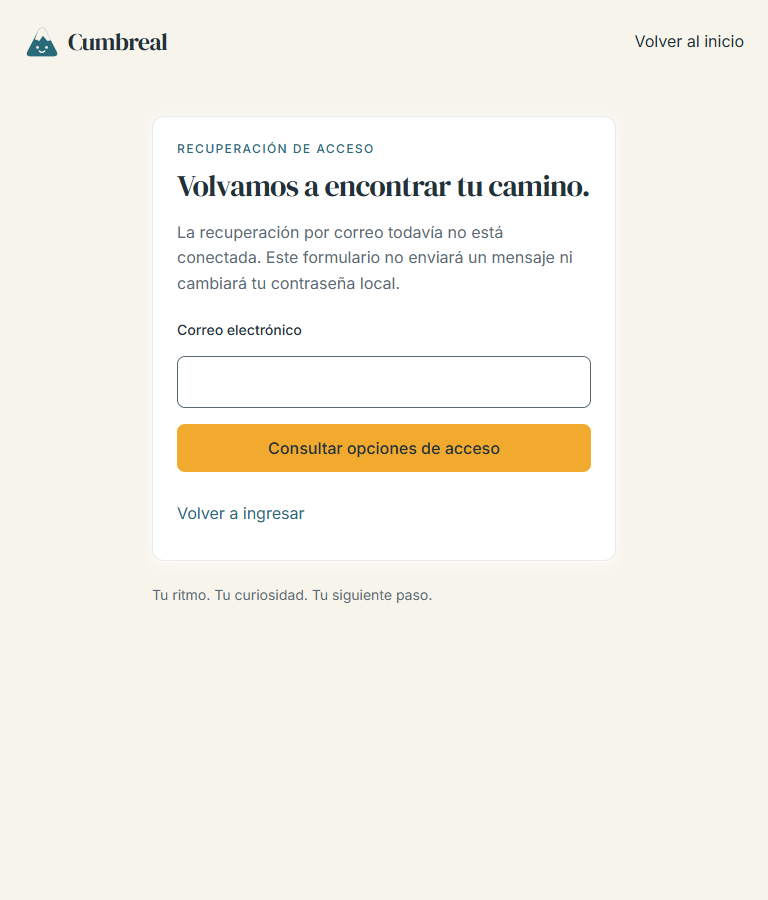 Cumbreal
Volver al inicio
RECUPERACIÓN DE ACCESO
Volvamos a encontrar tu camino.
La recuperación por correo todavía no está
conectada. Este formulario no enviará un mensaje ni
cambiará tu contraseña local.
Correo electrónico
Consultar opciones de acceso
Volver a ingresar
Tu ritmo. Tu curiosidad. Tu siguiente paso.